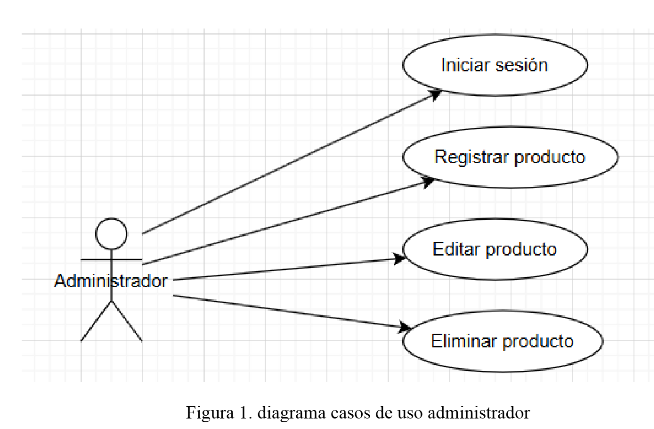 Iniciar sesión
Registrar producto
Editar producto
Administrador
Eliminar producto
Figura 1. diagrama casos de uso administrador